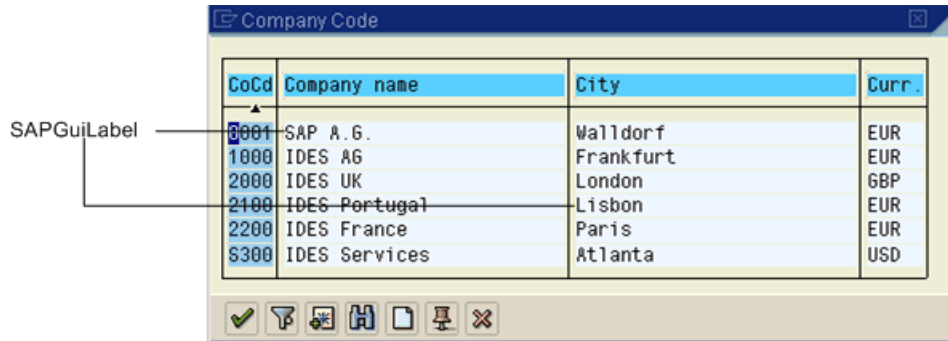 Company Code
CoCd Company name City Curr.
SAPGuiLabel
0001 SAP A.G. Walldorf EUR
1000 IDES AG Frankfurt EUR
2000 IDES UK London GBP
2100 IDES Portugal Lisbon EUR
2200 IDES France Paris EUR
S300 IDES Services Atlanta USD